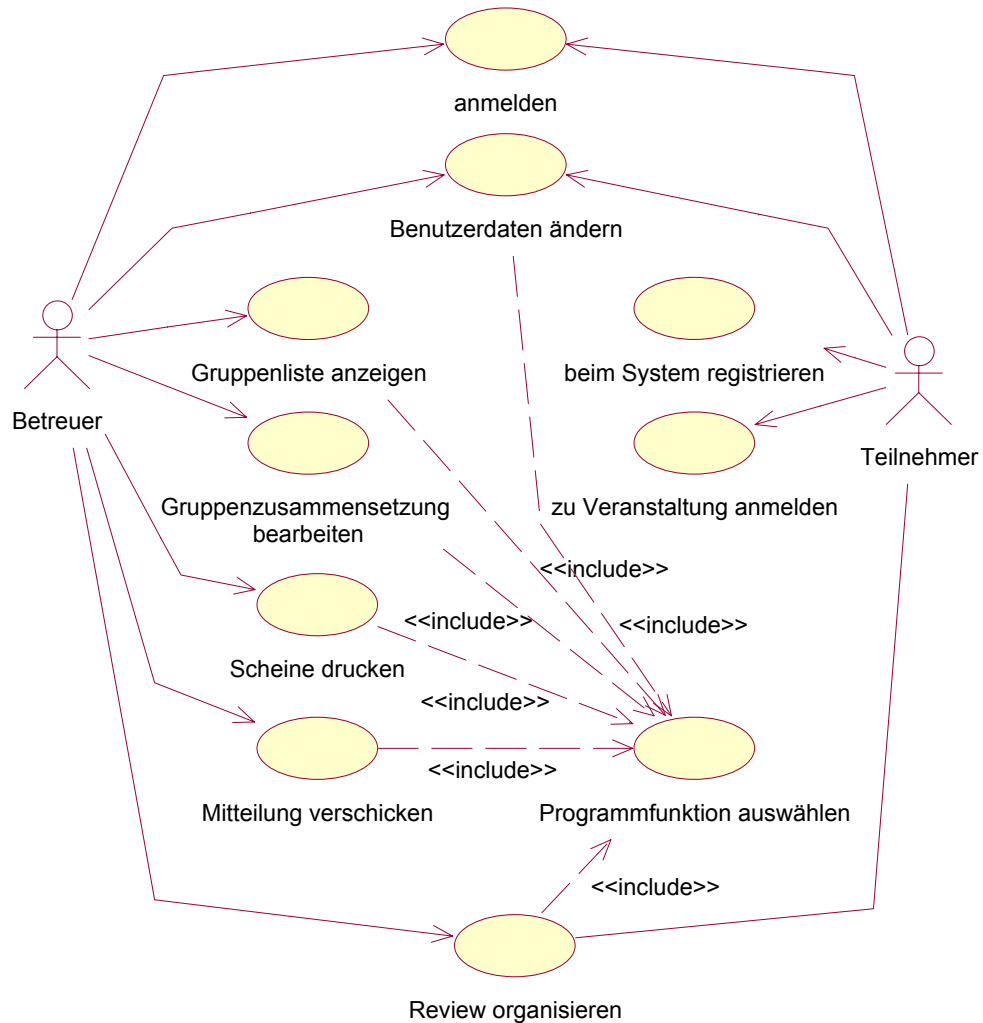 anmelden
Benutzerdaten ändern
Gruppenliste anzeigen
beim System registrieren
Betreuer
Teilnehmer
Gruppenzusammensetzung
bearbeiten
zu Veranstaltung anmelden
<<include>>
<<include>>
<<include>>
Scheine drucken
<<include>>
<<include>>
Mitteilung verschicken
Programmfunktion auswählen
<<include>>
Review organisieren